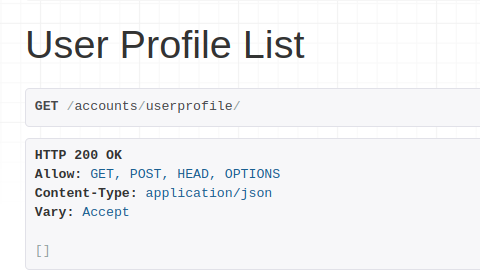 User Profile List
GET /accounts/userprofile/
HTTP 200 OK
Allow: GET, POST, HEAD, OPTIONS
Content-Type: application/json
Vary: Accept
[]